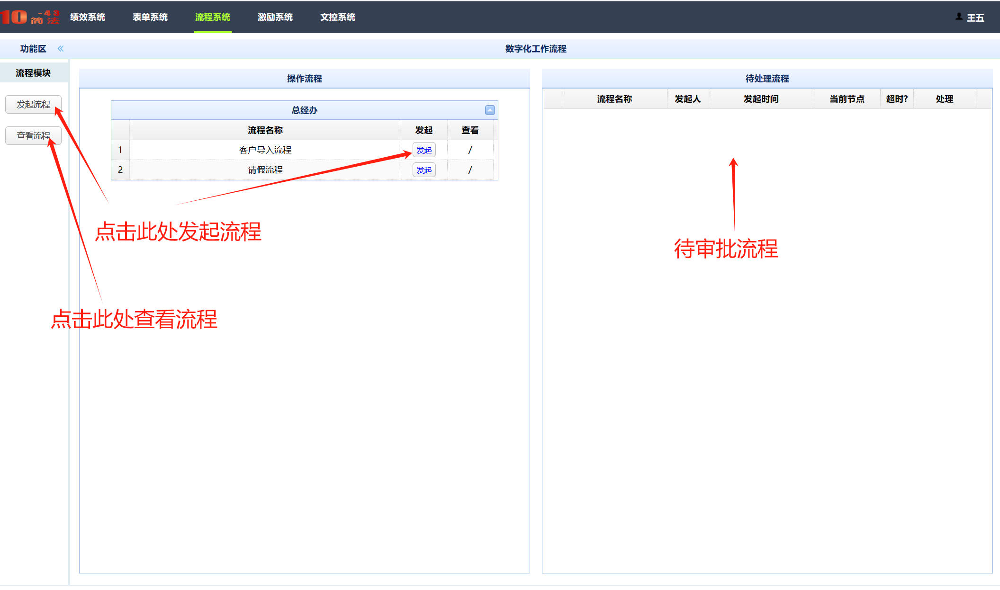 10 -43 简法 绩效系统 表单系统 流程系统 激励系统 文控系统 王五
功能区 数字化工作流程
流程模块
发起流程
查看流程
操作流程
总经办
流程名称 发起 查看
1 客户导入流程 发起 /
2 请假流程 发起 /
点击此处发起流程
点击此处查看流程
待处理流程
流程名称 发起人 发起时间 当前节点 超时? 处理
待审批流程